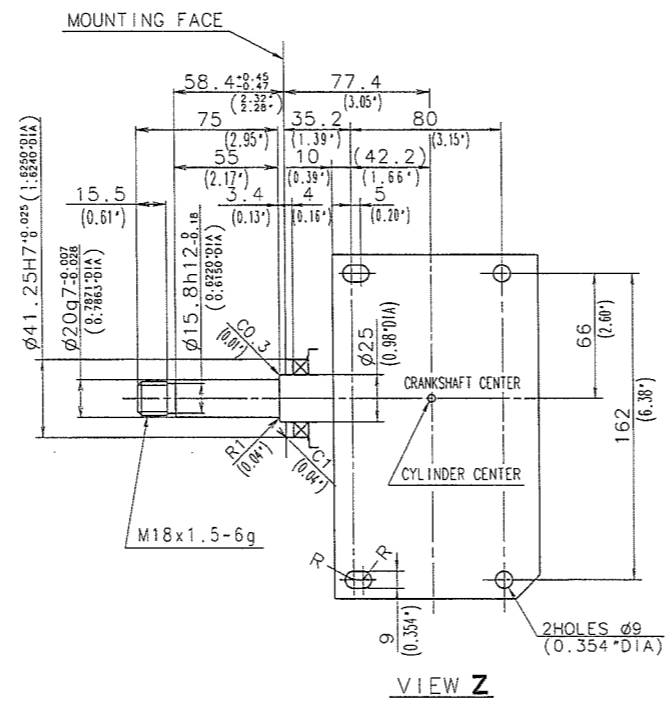 MOUNTING FACE
58.4 +0.45 -0.47
(2.32" 2.28")
77.4
(3.05")
75
(2.95")
35.2
(1.39")
80
(3.15")
55
(2.17")
10
(0.39")
(42.2)
(1.66")
15.5
(0.61")
3.4
(0.13")
4
(0.16")
5
(0.20")
ø41.25H7 +0.025 0 (1.6250"DIA 1.6240"DIA)
ø20g7 -0.007 -0.028
(0.7871"DIA 0.7863"DIA)
ø15.8h12 0 -0.18
(0.6220"DIA 0.6150"DIA)
C0.3
(0.01")
ø25
(0.98"DIA)
66
(2.60")
162
(6.38")
CRANKSHAFT CENTER
CYLINDER CENTER
R1
(0.04")
C1
(0.04")
M18x1.5-6g
R
R
9
(0.354")
2HOLES ø9
(0.354"DIA)
VIEW Z